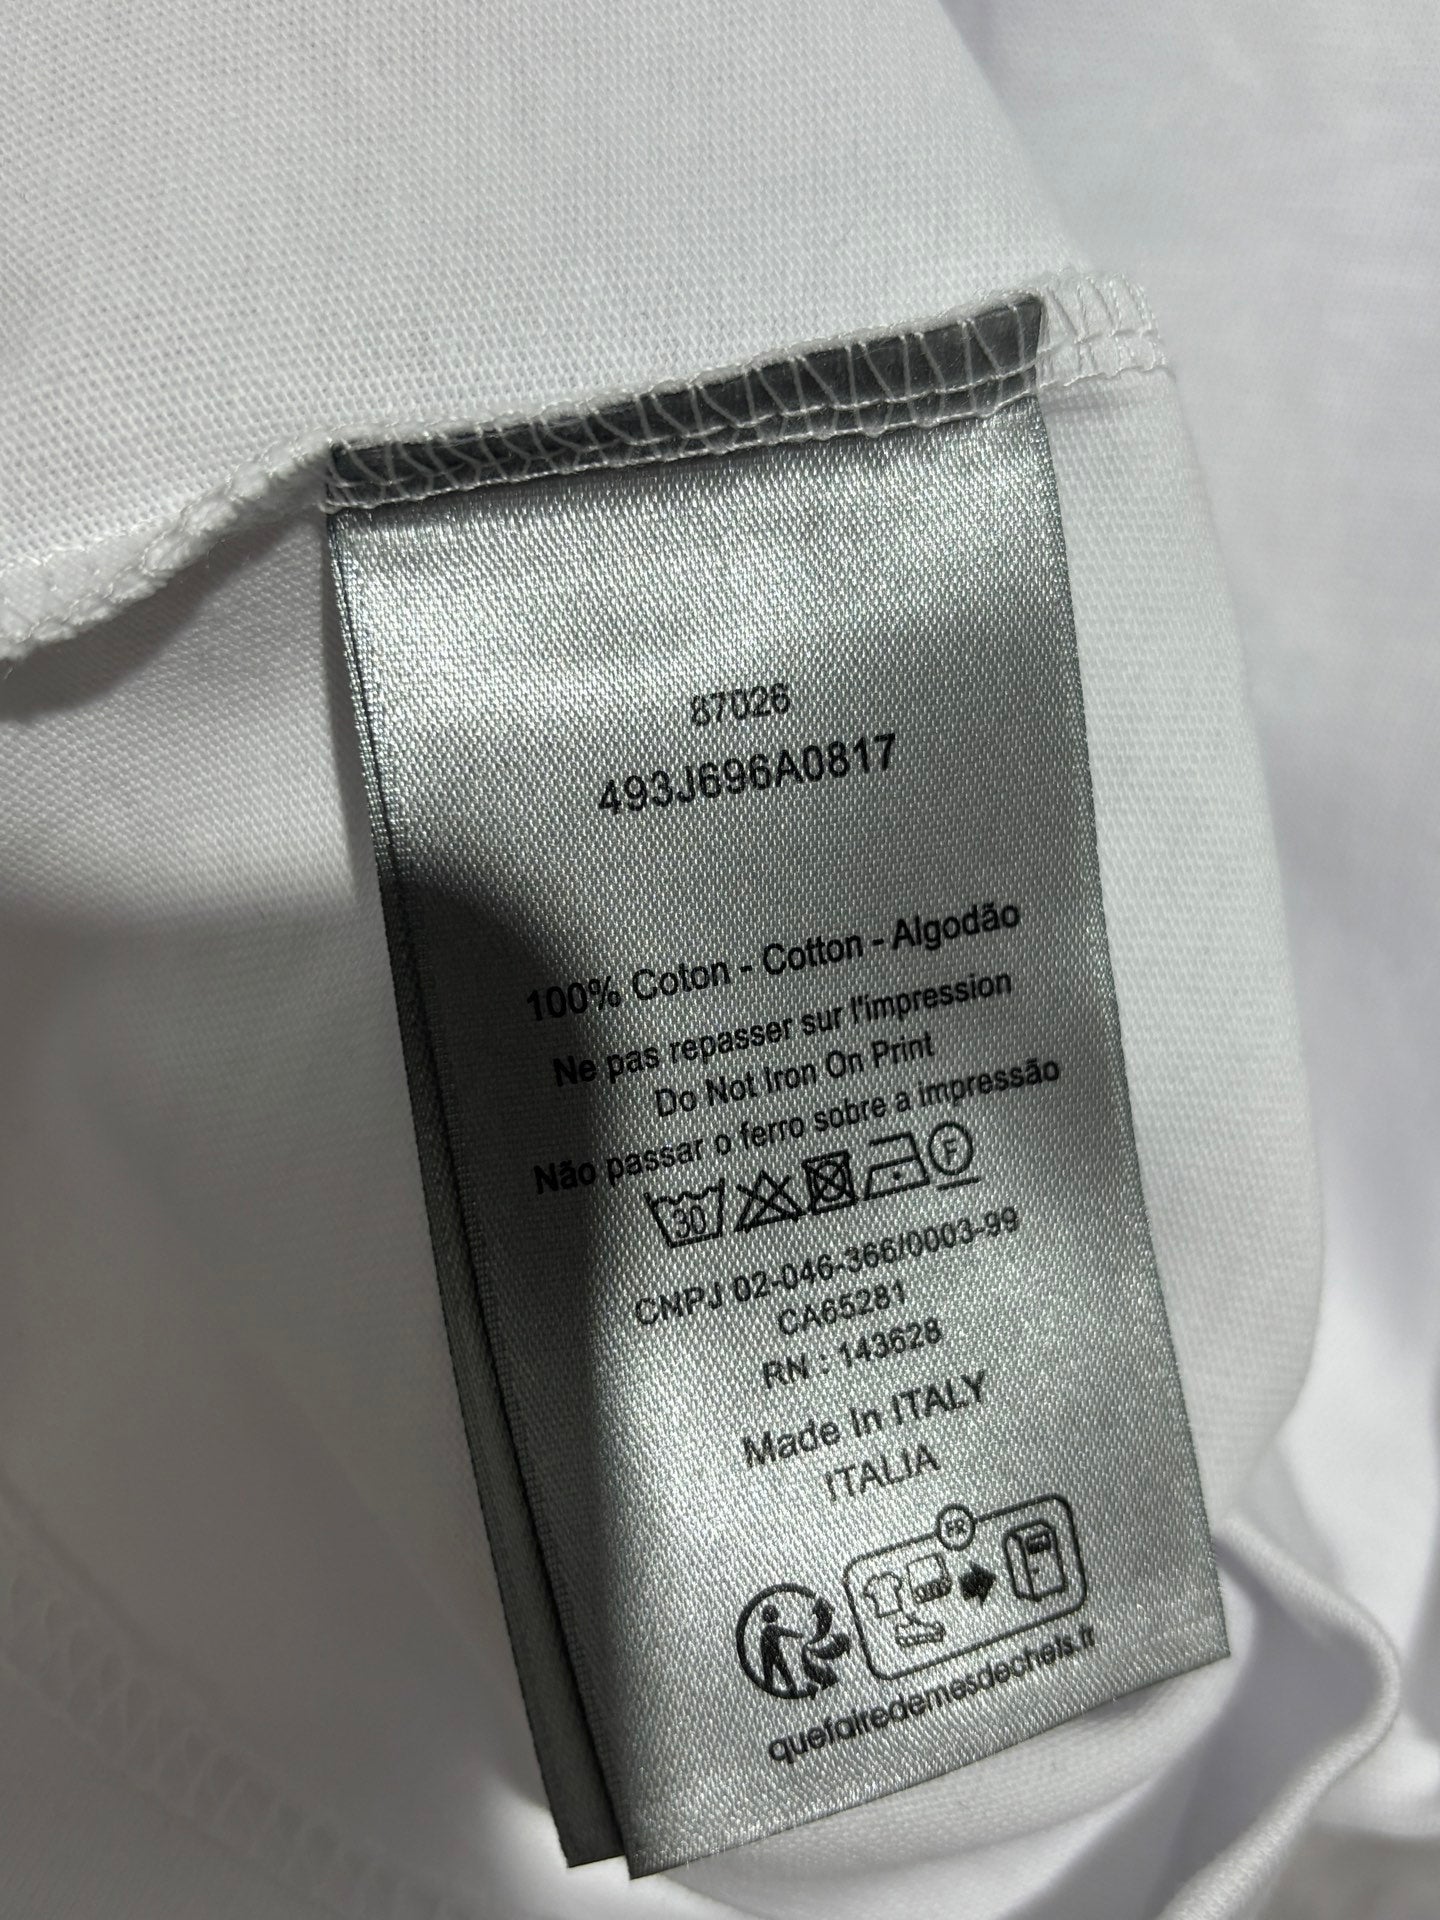 87026
493J696A0817
100% Coton - Cotton - Algodão
Ne pas repasser sur l'impression
Do Not Iron On Print
Não passar o ferro sobre a impressão
30 F
CNPJ 02-046-366/0003-99
CA65281
RN : 143628
Made In ITALY
ITALIA
FR
quefairedemesdechets.fr